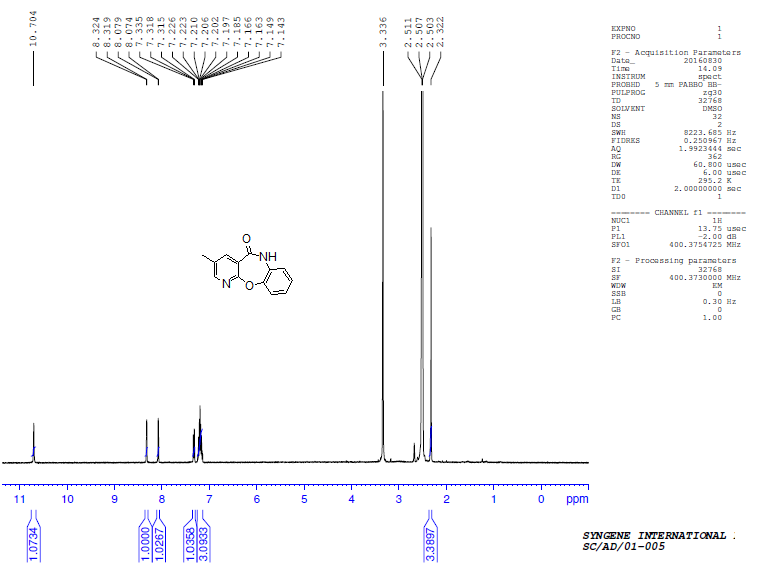 10.704
8.324
8.319
8.079
8.074
7.335
7.318
7.315
7.226
7.223
7.210
7.206
7.202
7.197
7.185
7.166
7.163
7.149
7.143
3.336
2.511
2.507
2.503
2.322
EXPNO 1
PROCNO 1
F2 - Acquisition Parameters
Date_ 20160830
Time 14.09
INSTRUM spect
PROBHD 5 mm PABBO BB-
PULPROG zg30
TD 32768
SOLVENT DMSO
NS 32
DS 2
SWH 8223.685 Hz
FIDRES 0.250967 Hz
AQ 1.9923444 sec
RG 362
DW 60.800 usec
DE 6.00 usec
TE 295.2 K
D1 2.00000000 sec
TD0 1
======== CHANNEL f1 ========
NUC1 1H
P1 13.75 usec
PL1 -2.00 dB
SFO1 400.3754725 MHz
F2 - Processing parameters
SI 32768
SF 400.3730000 MHz
WDW EM
SSB 0
LB 0.30 Hz
GB 0
PC 1.00
O
NH
N
O
11 10 9 8 7 6 5 4 3 2 1 0 ppm
1.0734
1.0000
1.0267
1.0358
3.0933
3.3897
SYNGENE INTERNATIONAL .
SC/AD/01-005